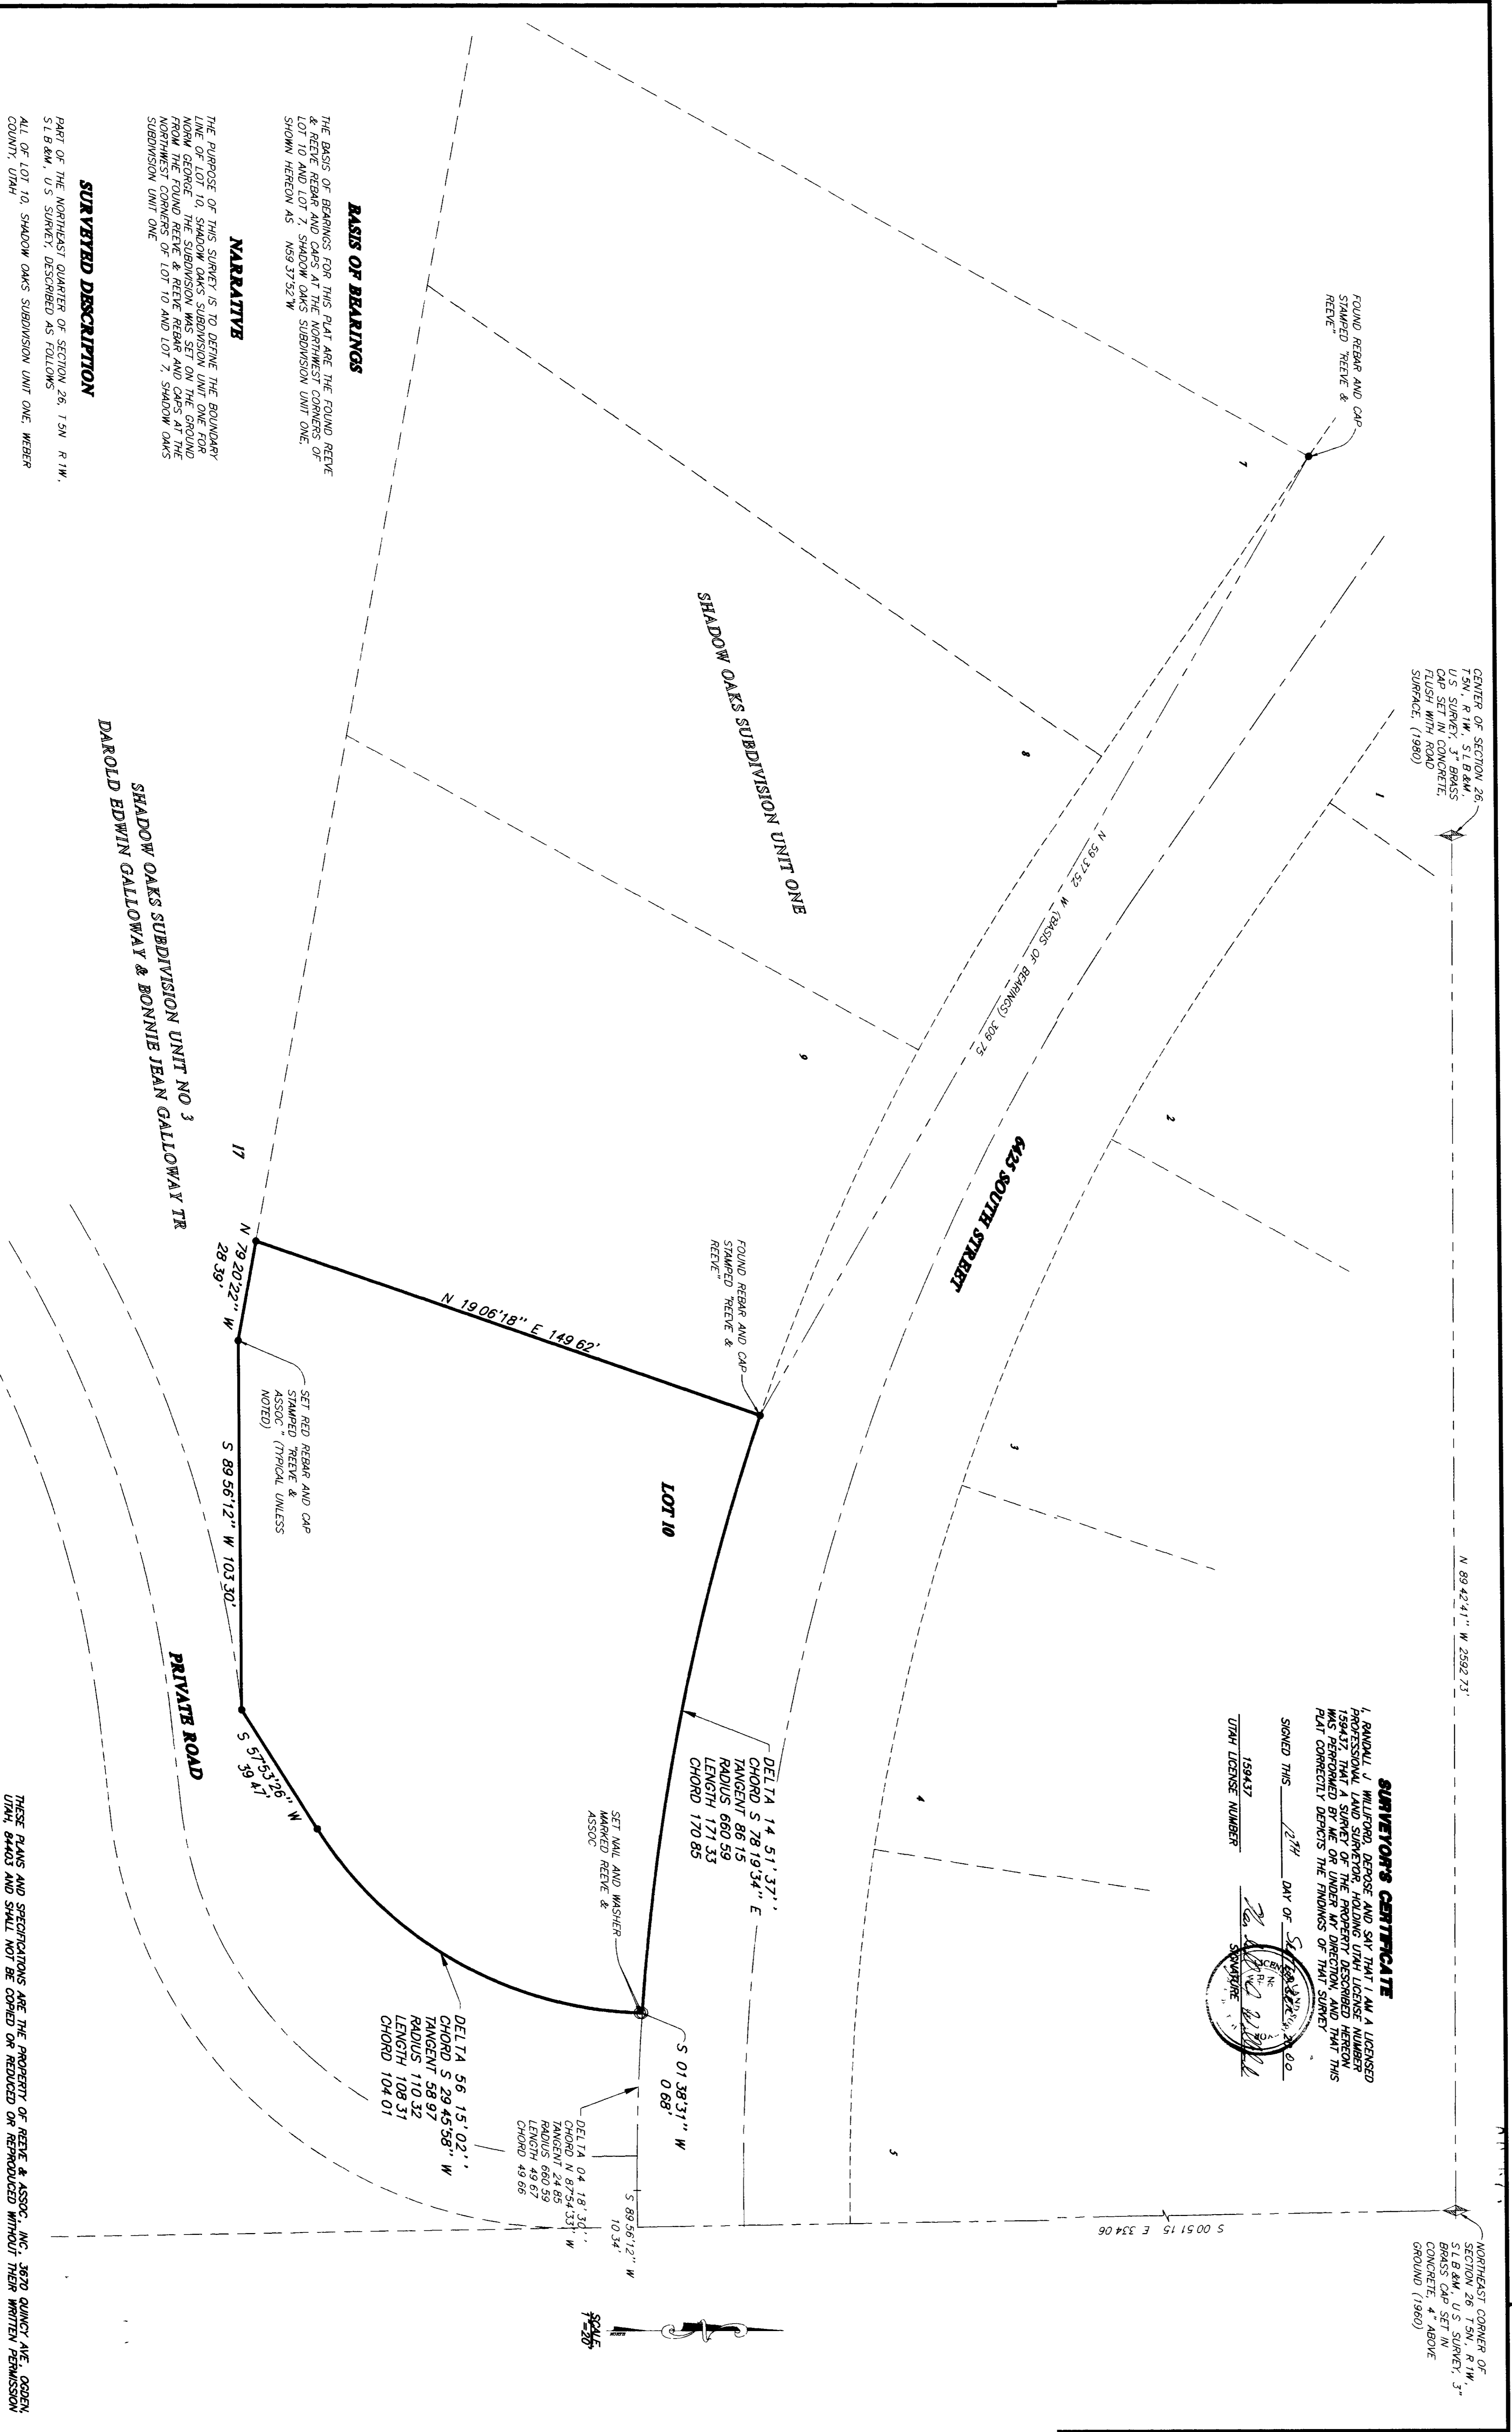 CENTER OF SECTION 26,
T 5N, R 1W, S L B &M,
U S SURVEY, 3" BRASS
CAP SET IN CONCRETE,
FLUSH WITH ROAD
SURFACE, (1980)
N 89 42'41" W 2592 73'
NORTHEAST CORNER OF
SECTION 26 T 5N, R 1W,
S L B &M, U S SURVEY, 3"
BRASS CAP SET IN
CONCRETE, 4" ABOVE
GROUND (1960)
S 00 51 15 E 334 06
FOUND REBAR AND CAP
STAMPED "REEVE &
REEVE"
SURVEYOR'S CERTIFICATE
I, RANDALL J WILLIFORD, DEPOSE AND SAY THAT I AM A LICENSED
PROFESSIONAL LAND SURVEYOR, HOLDING UTAH LICENSE NUMBER
159437, THAT A SURVEY OF THE PROPERTY DESCRIBED HEREON
WAS PERFORMED BY ME OR UNDER MY DIRECTION, AND THAT THIS
PLAT CORRECTLY DEPICTS THE FINDINGS OF THAT SURVEY
SIGNED THIS 12TH DAY OF
159437
UTAH LICENSE NUMBER
SIGNATURE
1
2
3
4
5
7
8
9
N 59 37 52 W (BASIS OF BEARINGS) 309 75
6425 SOUTH STREET
SHADOW OAKS SUBDIVISION UNIT ONE
FOUND REBAR AND CAP
STAMPED "REEVE &
REEVE"
LOT 10
DELTA 14 51'37''
CHORD S 78 19'34" E
TANGENT 86 15
RADIUS 660 59
LENGTH 171 33
CHORD 170 85
SET NAIL AND WASHER
MARKED REEVE &
ASSOC
S 01 38'31" W
0 68'
DELTA 04 18'30''
CHORD N 87 54'33" W
TANGENT 24 85
RADIUS 660 59
LENGTH 49 67
CHORD 49 66
S 89 56'12" W
10 34'
SCALE
1"=20'
DELTA 56 15'02''
CHORD S 29 45'58" W
TANGENT 58 97
RADIUS 110 32
LENGTH 108 31
CHORD 104 01
N 19 06'18" E 149 62'
N 79 20'22" W
28 39'
SET RED REBAR AND CAP
STAMPED "REEVE &
ASSOC" (TYPICAL UNLESS
NOTED)
S 89 56'12" W 103 30'
S 57 53'26" W
39 47'
PRIVATE ROAD
17
SHADOW OAKS SUBDIVISION UNIT NO 3
DAROLD EDWIN GALLOWAY & BONNIE JEAN GALLOWAY TR
BASIS OF BEARINGS
THE BASIS OF BEARINGS FOR THIS PLAT ARE THE FOUND REEVE
& REEVE REBAR AND CAPS AT THE NORTHWEST CORNERS OF
LOT 10 AND LOT 7, SHADOW OAKS SUBDIVISION UNIT ONE,
SHOWN HEREON AS N59 37'52"W
NARRATIVE
THE PURPOSE OF THIS SURVEY IS TO DEFINE THE BOUNDARY
LINE OF LOT 10, SHADOW OAKS SUBDIVISION UNIT ONE FOR
NORM GEORGE THE SUBDIVISION WAS SET ON THE GROUND
FROM THE FOUND REEVE & REEVE REBAR AND CAPS AT THE
NORTHWEST CORNERS OF LOT 10 AND LOT 7, SHADOW OAKS
SUBDIVISION UNIT ONE
SURVEYED DESCRIPTION
PART OF THE NORTHEAST QUARTER OF SECTION 26, T 5N R 1W,
S L B &M, U S SURVEY, DESCRIBED AS FOLLOWS
ALL OF LOT 10, SHADOW OAKS SUBDIVISION UNIT ONE, WEBER
COUNTY, UTAH
THESE PLANS AND SPECIFICATIONS ARE THE PROPERTY OF REEVE & ASSOC, INC, 3670 QUINCY AVE, OGDEN,
UTAH, 84403 AND SHALL NOT BE COPIED OR REDUCED OR REPRODUCED WITHOUT THEIR WRITTEN PERMISSION